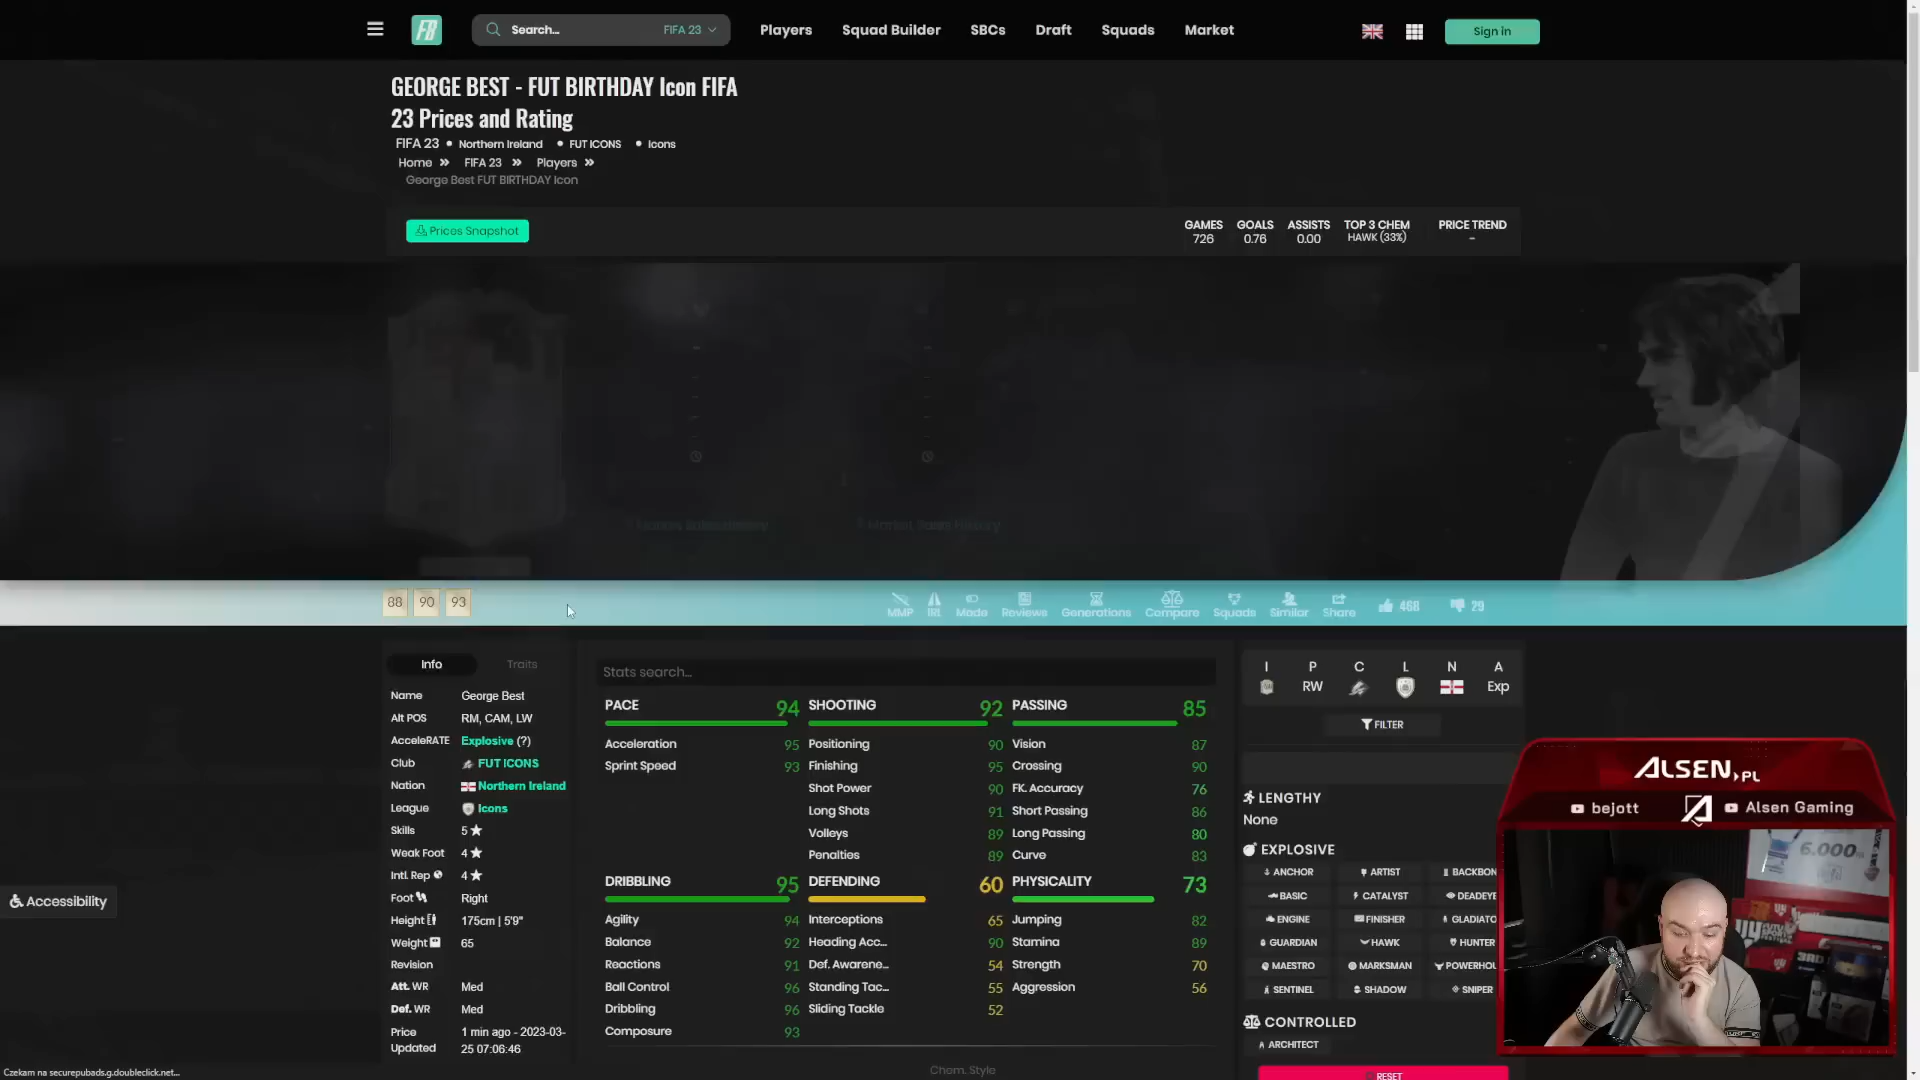 FB Search... FIFA 23 Players Squad Builder SBCs Draft Squads Market Sign in
GEORGE BEST - FUT BIRTHDAY Icon FIFA
23 Prices and Rating
FIFA 23 • Northern Ireland • FUT ICONS • Icons
Home » FIFA 23 » Players »
George Best FUT BIRTHDAY Icon
Prices Snapshot
GAMES GOALS ASSISTS TOP 3 CHEM PRICE TREND
726 0.76 0.00 HAWK (33%) -
88 90 93
MMP IRL Mode Reviews Generations Compare Squads Similar Share 468 29
Info Traits
Name George Best
Alt POS RM, CAM, LW
AcceleRATE Explosive (?)
Club FUT ICONS
Nation Northern Ireland
League Icons
Skills 5 ★
Weak Foot 4 ★
Intl. Rep 4 ★
Foot Right
Height 175cm | 5'9"
Weight 65
Revision
Att. WR Med
Def. WR Med
Price Updated 1 min ago - 2023-03-
25 07:06:46
Stats search...
PACE 94
Acceleration 95
Sprint Speed 93
SHOOTING 92
Positioning 90
Finishing 95
Shot Power 90
Long Shots 91
Volleys 89
Penalties 89
PASSING 85
Vision 87
Crossing 90
FK. Accuracy 76
Short Passing 86
Long Passing 80
Curve 83
DRIBBLING 95
Agility 94
Balance 92
Reactions 91
Ball Control 96
Dribbling 96
Composure 93
DEFENDING 60
Interceptions 65
Heading Acc... 90
Def. Awarene... 54
Standing Tac... 55
Sliding Tackle 52
PHYSICALITY 73
Jumping 82
Stamina 89
Strength 70
Aggression 56
Chem. Style
I P C L N A
RW Exp
FILTER
LENGTHY
None
EXPLOSIVE
ANCHOR ARTIST BACKBON
BASIC CATALYST DEADEYE
ENGINE FINISHER GLADIATO
GUARDIAN HAWK HUNTER
MAESTRO MARKSMAN POWERHOU
SENTINEL SHADOW SNIPER
CONTROLLED
ARCHITECT
RESET
ALSEN.PL
bejott Alsen Gaming
6.000
3RD
Accessibility
Czekam na securepubads.g.doubleclick.net...